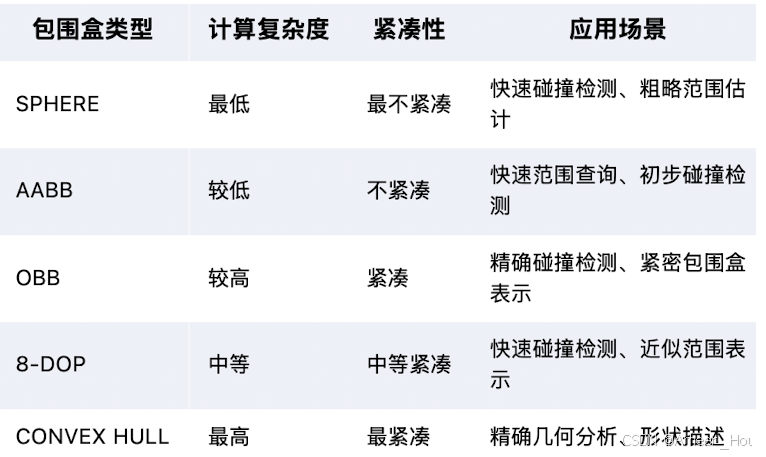 包围盒类型 计算复杂度 紧凑性 应用场景
SPHERE 最低 最不紧凑 快速碰撞检测、粗略范围估
计
AABB 较低 不紧凑 快速范围查询、初步碰撞检
测
OBB 较高 紧凑 精确碰撞检测、紧密包围盒
表示
8-DOP 中等 中等紧凑 快速碰撞检测、近似范围表
示
CONVEX HULL 最高 最紧凑 精确几何分析、形状描述
CSDN